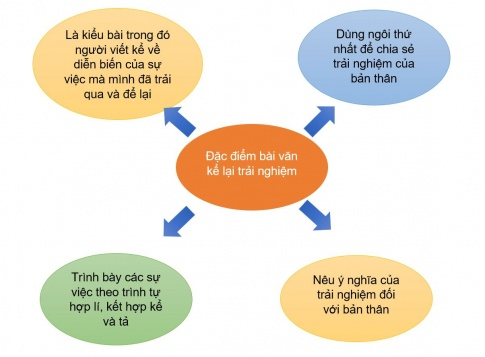 Là kiểu bài trong đó
người viết kể về
diễn biến của sự
việc mà mình đã trải
qua và để lại
Dùng ngôi thứ
nhất để chia sẻ
trải nghiệm của
bản thân
Đặc điểm bài văn
kể lại trải nghiệm
Trình bày các sự
việc theo trình tự
hợp lí, kết hợp kể
và tả
Nêu ý nghĩa của
trải nghiệm đối
với bản thân